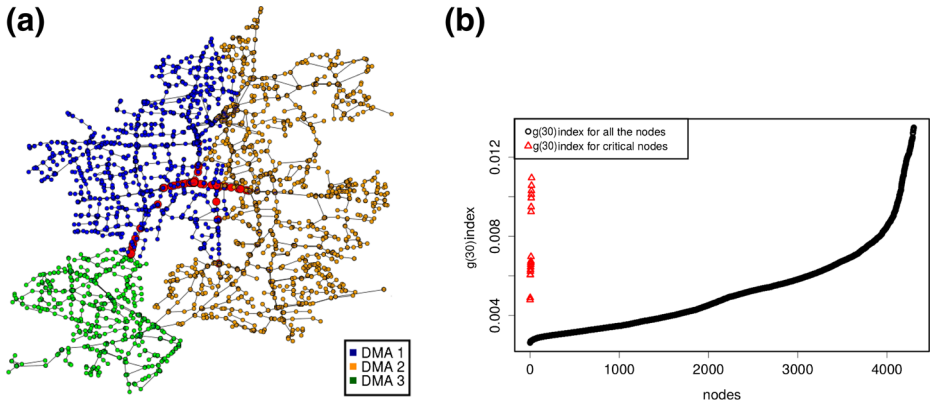 (a)
DMA 1
DMA 2
DMA 3
(b)
g(30)index for all the nodes
g(30)index for critical nodes
g(30)index
0.012
0.008
0.004
0 1000 2000 3000 4000
nodes